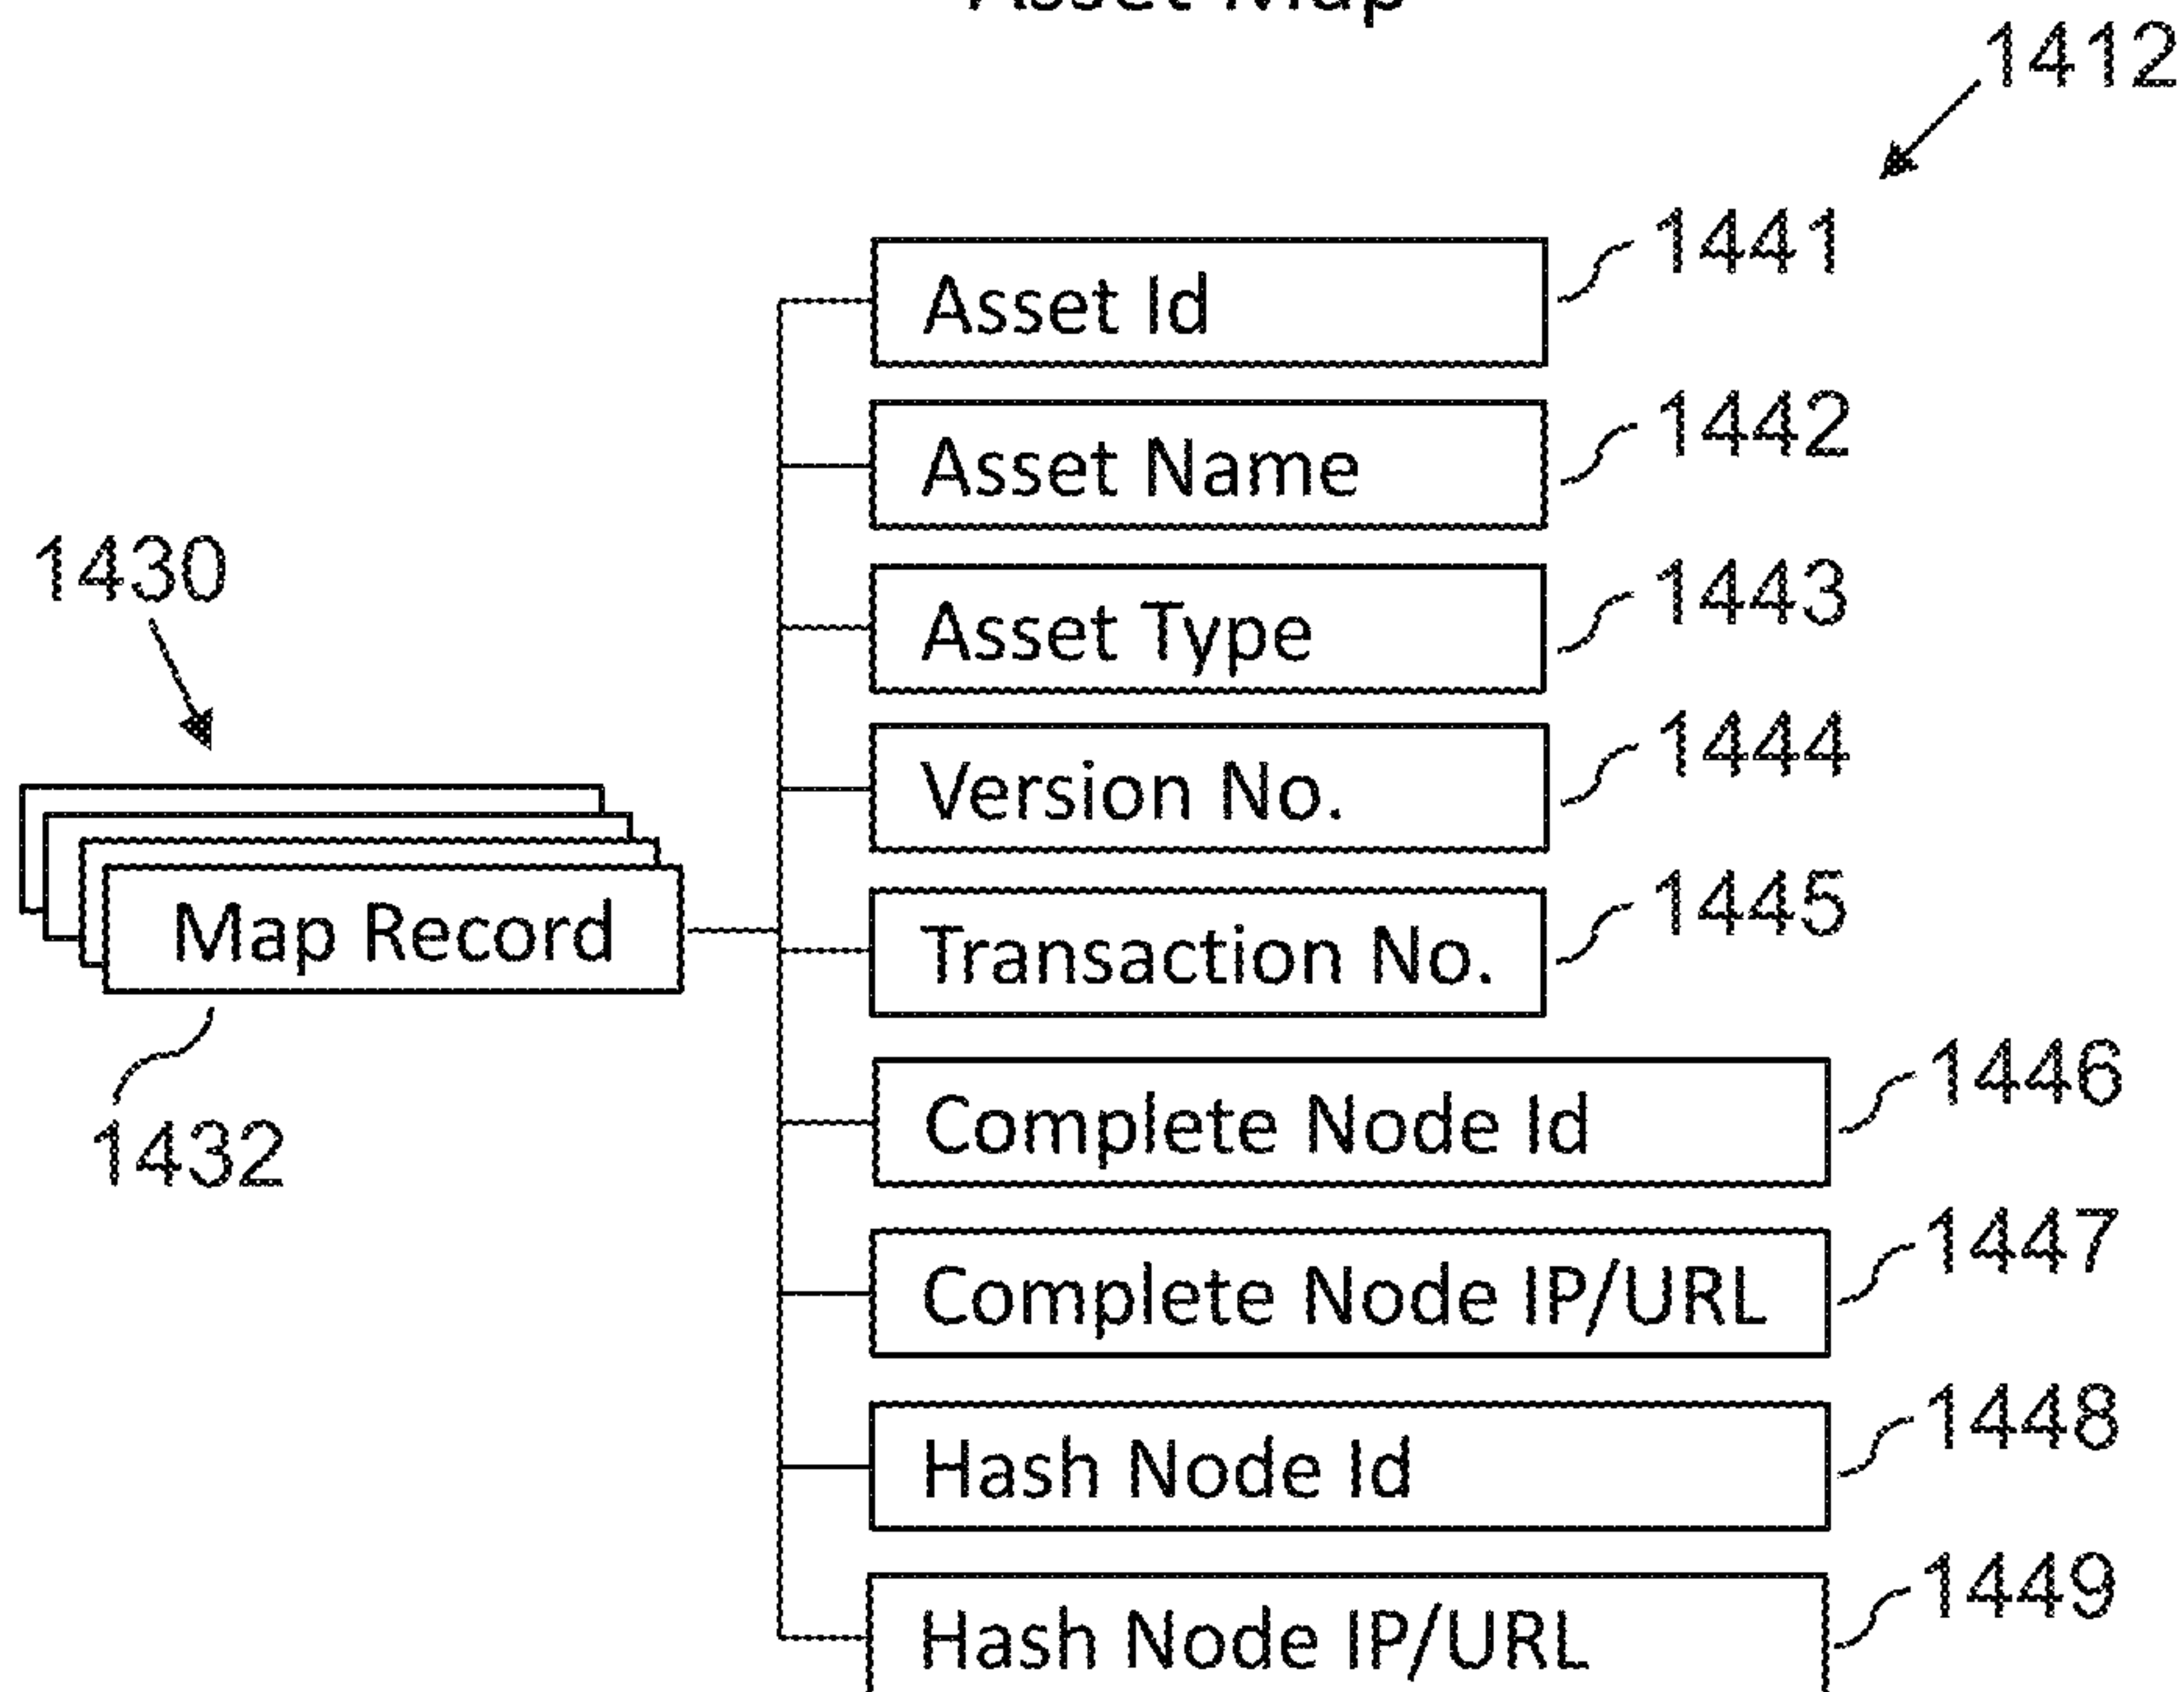 Asset Map
1412
1441
Asset Id
1442
Asset Name
1443
Asset Type
1444
Version No.
1445
Transaction No.
1430
Map Record
1432
1446
Complete Node Id
1447
Complete Node IP/URL
1448
Hash Node Id
1449
Hash Node IP/URL